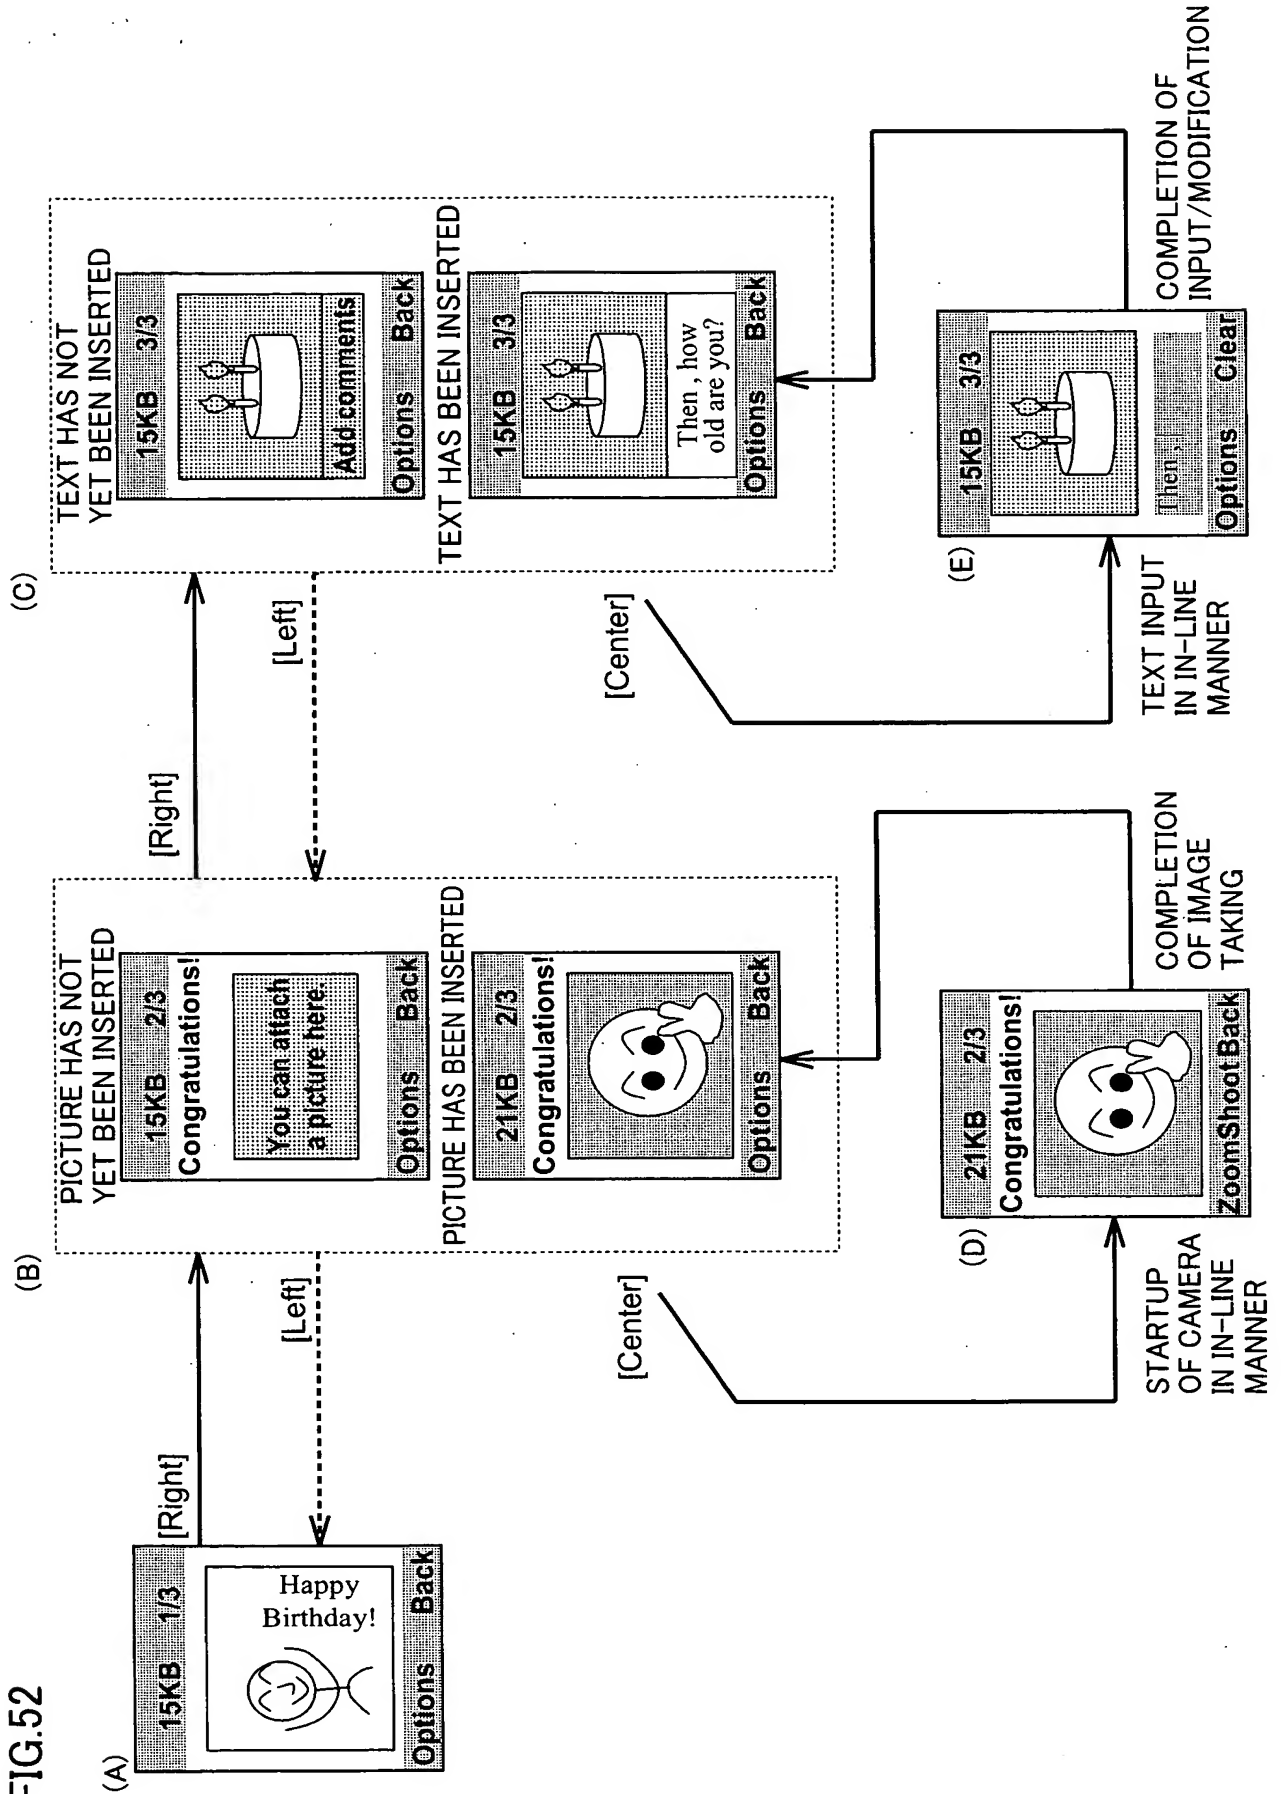 FIG.52
(A)
15KB 1/3
Happy
Birthday!
Options Back
[Right]
[Left]
(B)
PICTURE HAS NOT
YET BEEN INSERTED
15KB 2/3
Congratulations!
You can attach
a picture here.
Options Back
PICTURE HAS BEEN INSERTED
21KB 2/3
Congratulations!
Options Back
[Center]
STARTUP
OF CAMERA
IN IN-LINE
MANNER
(D)
21KB 2/3
Congratulations!
ZoomShootBack
COMPLETION
OF IMAGE
TAKING
[Right]
[Left]
(C)
TEXT HAS NOT
YET BEEN INSERTED
15KB 3/3
Add comments
Options Back
TEXT HAS BEEN INSERTED
15KB 3/3
Then , how
old are you?
Options Back
[Center]
TEXT INPUT
IN IN-LINE
MANNER
(E)
15KB 3/3
Then ,
Options Clear
COMPLETION OF
INPUT/MODIFICATION